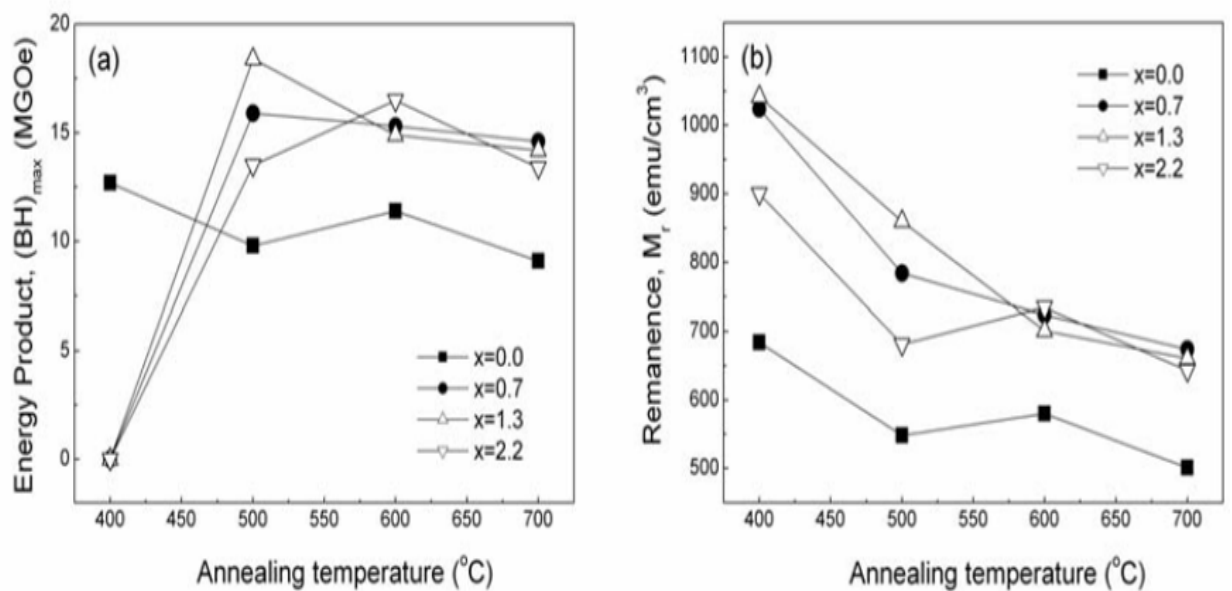 (a)
Energy Product, (BH)max (MGOe)
20
15
10
5
0
x=0.0
x=0.7
x=1.3
x=2.2
400 450 500 550 600 650 700
Annealing temperature (°C)
(b)
Remanence, Mr (emu/cm³)
1100
1000
900
800
700
600
500
x=0.0
x=0.7
x=1.3
x=2.2
400 450 500 550 600 650 700
Annealing temperature (°C)